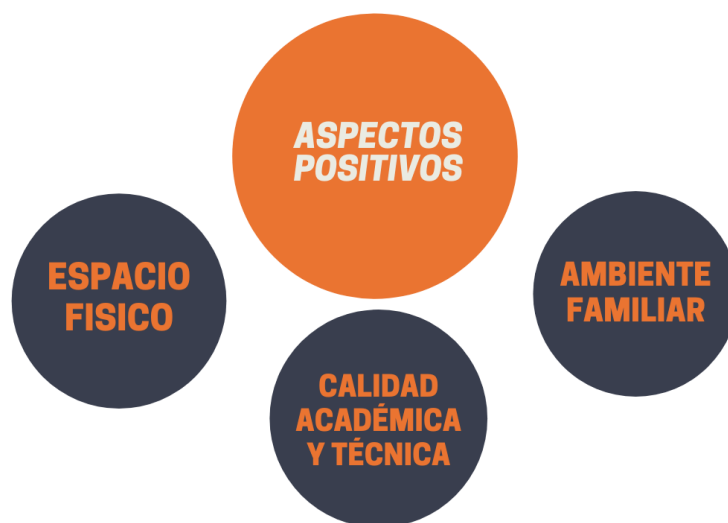 ASPECTOS
POSITIVOS
ESPACIO
FISICO
CALIDAD
ACADÉMICA
Y TÉCNICA
AMBIENTE
FAMILIAR